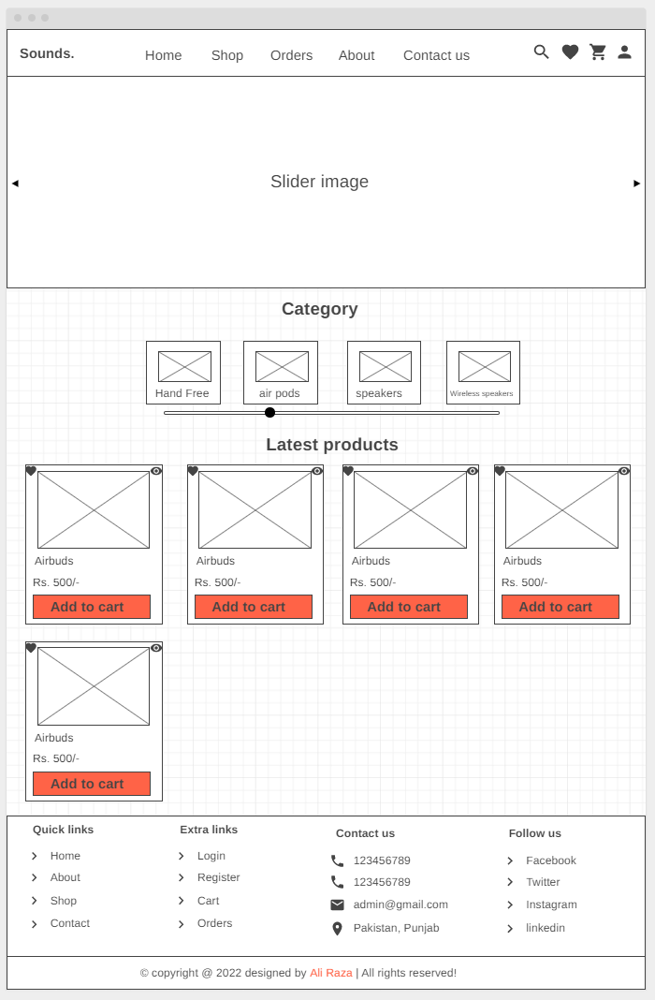 Sounds. Home Shop Orders About Contact us
Slider image
Category
Hand Free air pods speakers Wireless speakers
Latest products
Airbuds Airbuds Airbuds Airbuds
Rs. 500/- Rs. 500/- Rs. 500/- Rs. 500/-
Add to cart Add to cart Add to cart Add to cart
Airbuds
Rs. 500/-
Add to cart
Quick links
Home
About
Shop
Contact
Extra links
Login
Register
Cart
Orders
Contact us
123456789
123456789
admin@gmail.com
Pakistan, Punjab
Follow us
Facebook
Twitter
Instagram
linkedin
© copyright @ 2022 designed by Ali Raza | All rights reserved!